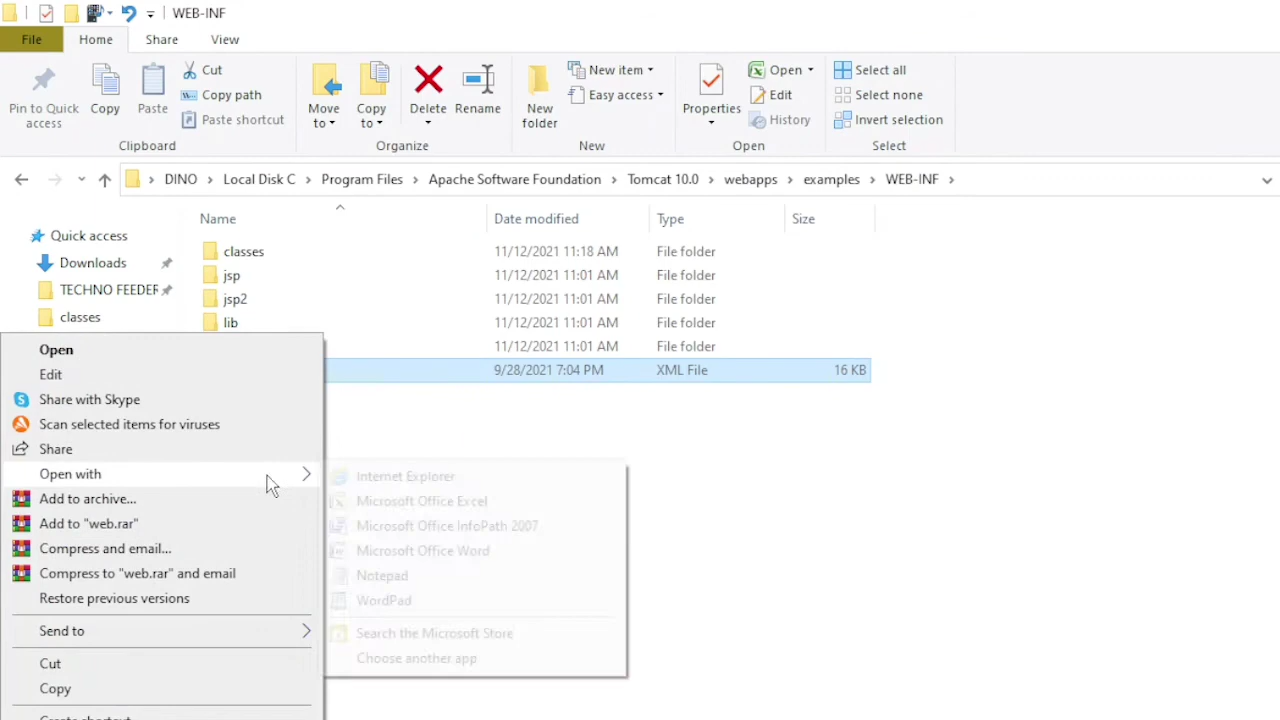 WEB-INF
File Home Share View
Pin to Quick access
Copy
Paste
Cut
Copy path
Paste shortcut
Clipboard
Move to
Copy to
Delete
Rename
Organize
New folder
New item
Easy access
New
Properties
Open
Edit
History
Open
Select all
Select none
Invert selection
Select
DINO Local Disk C Program Files Apache Software Foundation Tomcat 10.0 webapps examples WEB-INF
Name Date modified Type Size
Quick access
Downloads
TECHNO FEEDER
classes
classes 11/12/2021 11:18 AM File folder
jsp 11/12/2021 11:01 AM File folder
jsp2 11/12/2021 11:01 AM File folder
lib 11/12/2021 11:01 AM File folder
11/12/2021 11:01 AM File folder
9/28/2021 7:04 PM XML File 16 KB
Open
Edit
Share with Skype
Scan selected items for viruses
Share
Open with
Add to archive...
Add to "web.rar"
Compress and email...
Compress to "web.rar" and email
Restore previous versions
Send to
Cut
Copy
Create shortcut
Internet Explorer
Microsoft Office Excel
Microsoft Office InfoPath 2007
Microsoft Office Word
Notepad
WordPad
Search the Microsoft Store
Choose another app